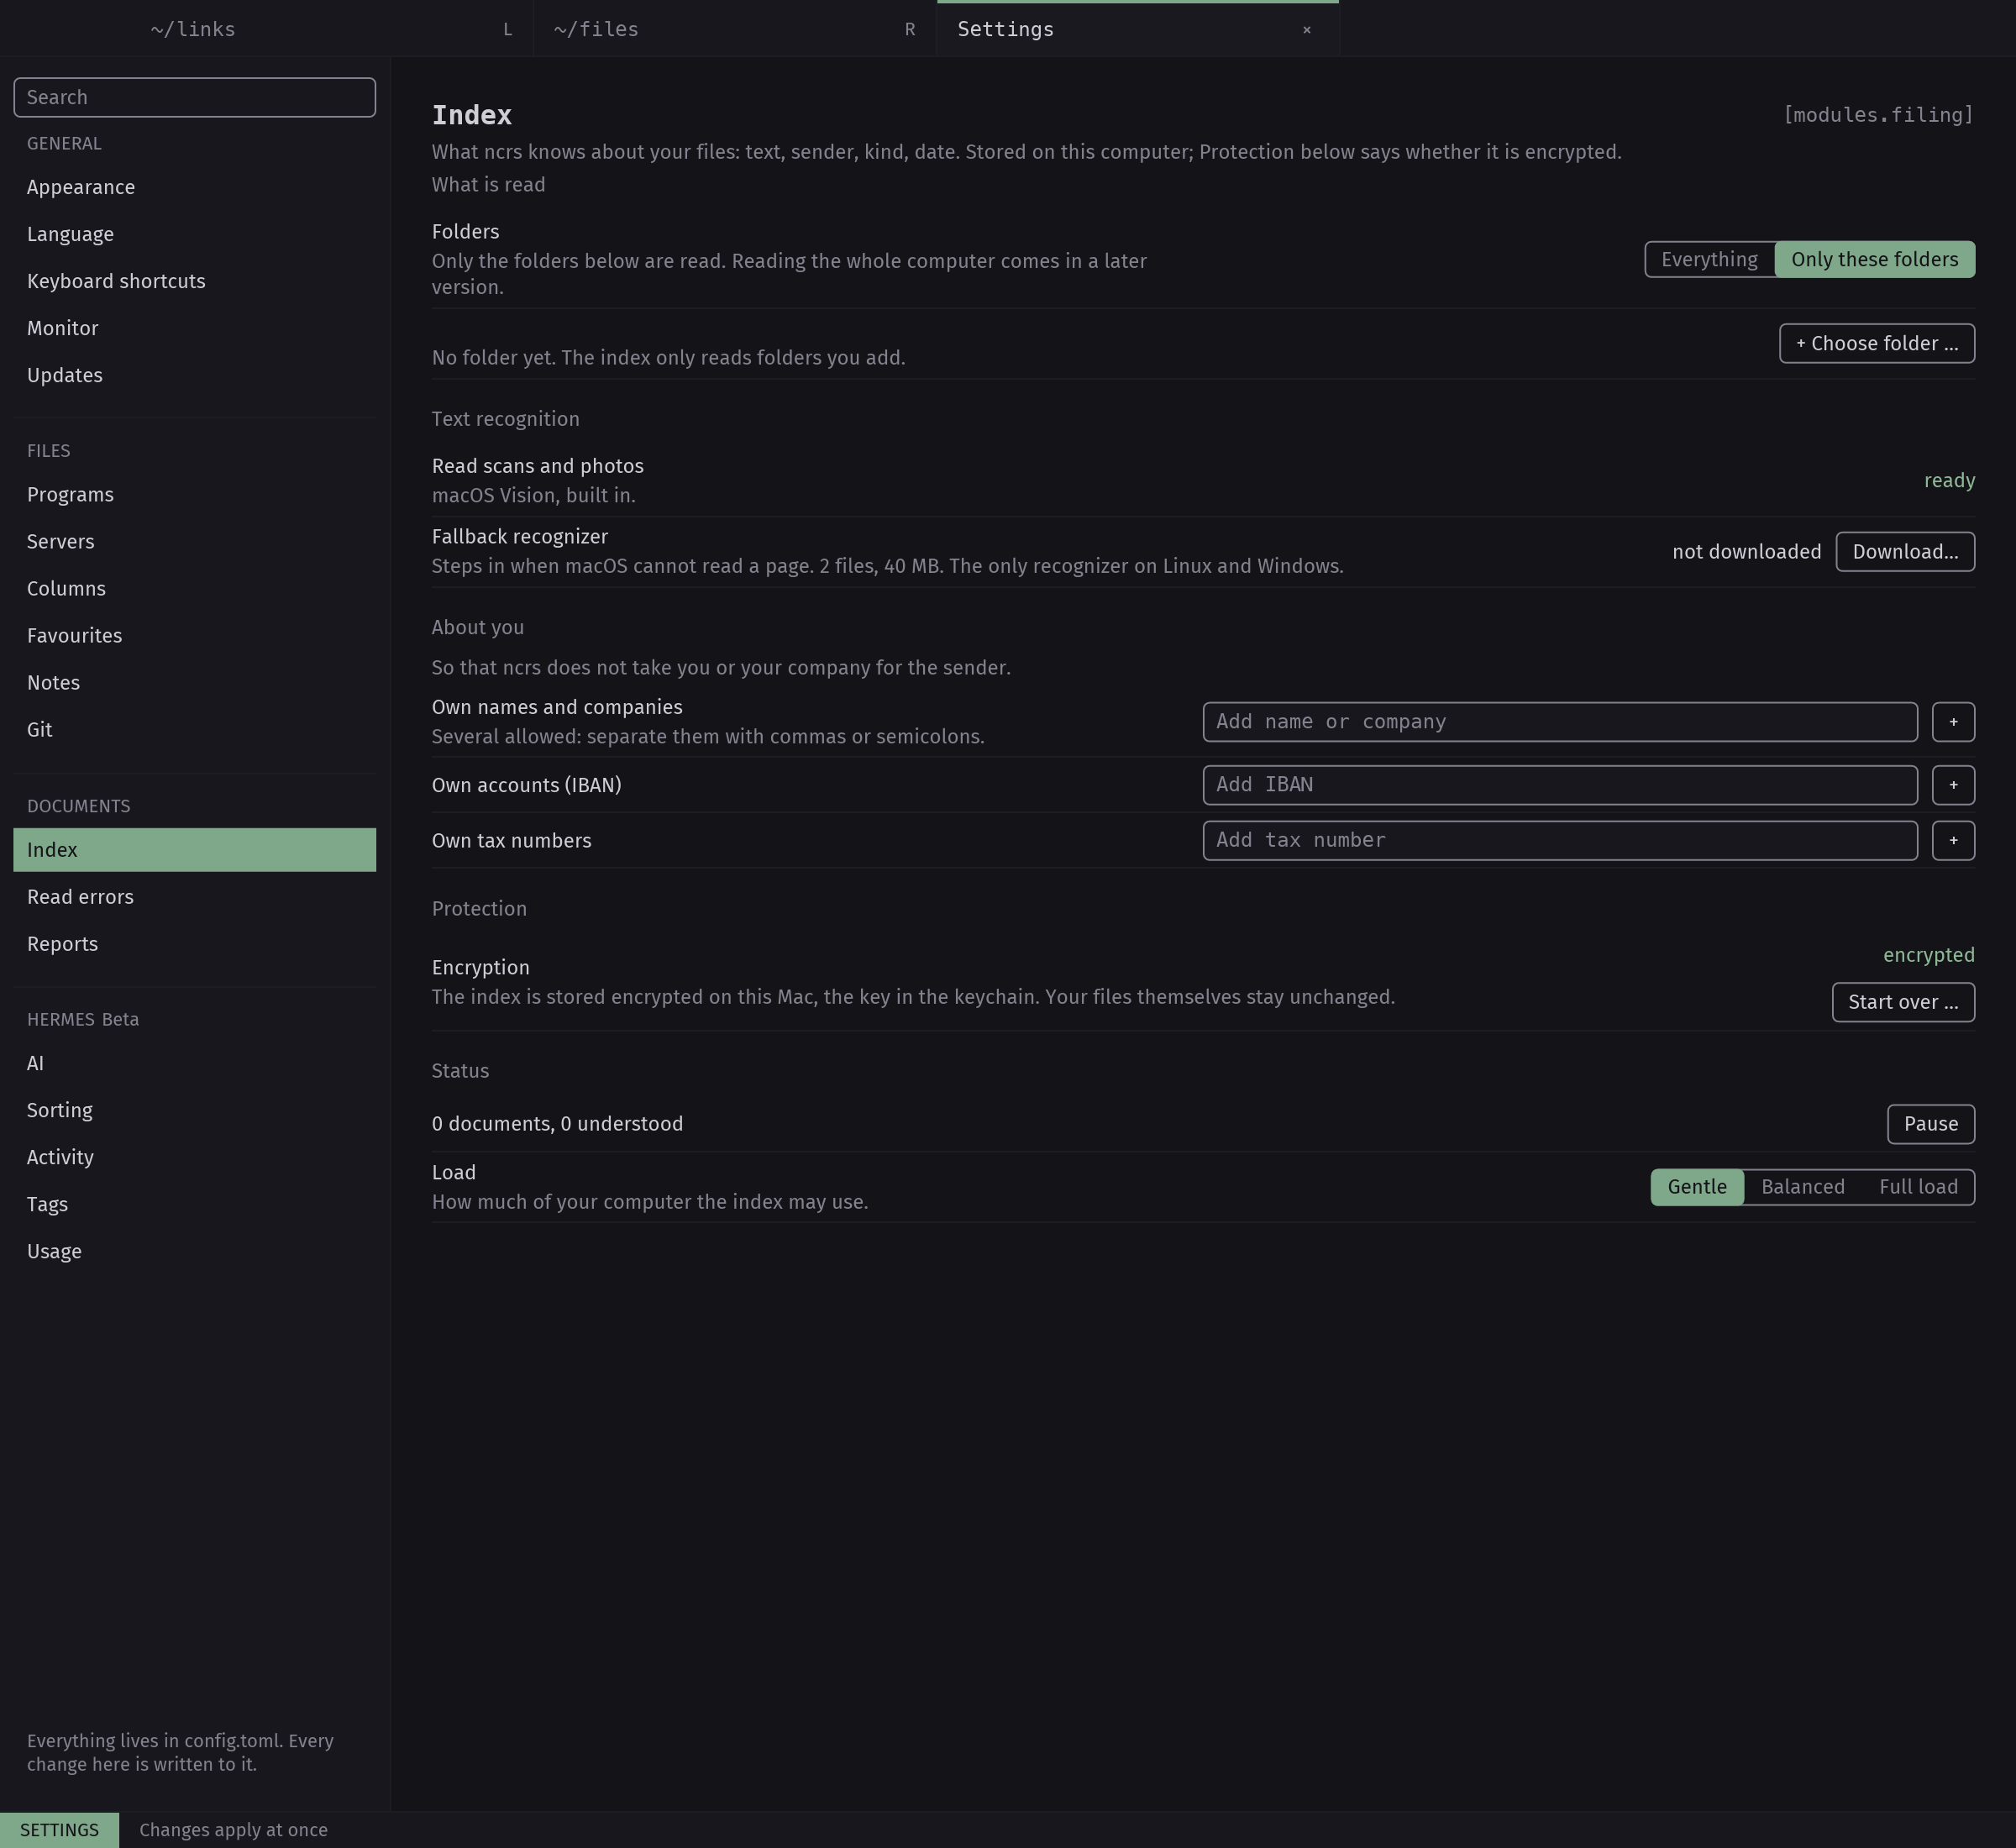 ~/links L ~/files R Settings ×
Search
GENERAL
Appearance
Language
Keyboard shortcuts
Monitor
Updates
FILES
Programs
Servers
Columns
Favourites
Notes
Git
DOCUMENTS
Index
Read errors
Reports
HERMES Beta
AI
Sorting
Activity
Tags
Usage
Everything lives in config.toml. Every
change here is written to it.
Index [modules.filing]
What ncrs knows about your files: text, sender, kind, date. Stored on this computer; Protection below says whether it is encrypted.
What is read
Folders
Only the folders below are read. Reading the whole computer comes in a later
version.
Everything Only these folders
No folder yet. The index only reads folders you add.
+ Choose folder ...
Text recognition
Read scans and photos
macOS Vision, built in.
ready
Fallback recognizer
Steps in when macOS cannot read a page. 2 files, 40 MB. The only recognizer on Linux and Windows.
not downloaded Download...
About you
So that ncrs does not take you or your company for the sender.
Own names and companies
Several allowed: separate them with commas or semicolons.
Add name or company +
Own accounts (IBAN) Add IBAN +
Own tax numbers Add tax number +
Protection
encrypted
Encryption
The index is stored encrypted on this Mac, the key in the keychain. Your files themselves stay unchanged.
Start over ...
Status
0 documents, 0 understood Pause
Load
How much of your computer the index may use.
Gentle Balanced Full load
SETTINGS Changes apply at once